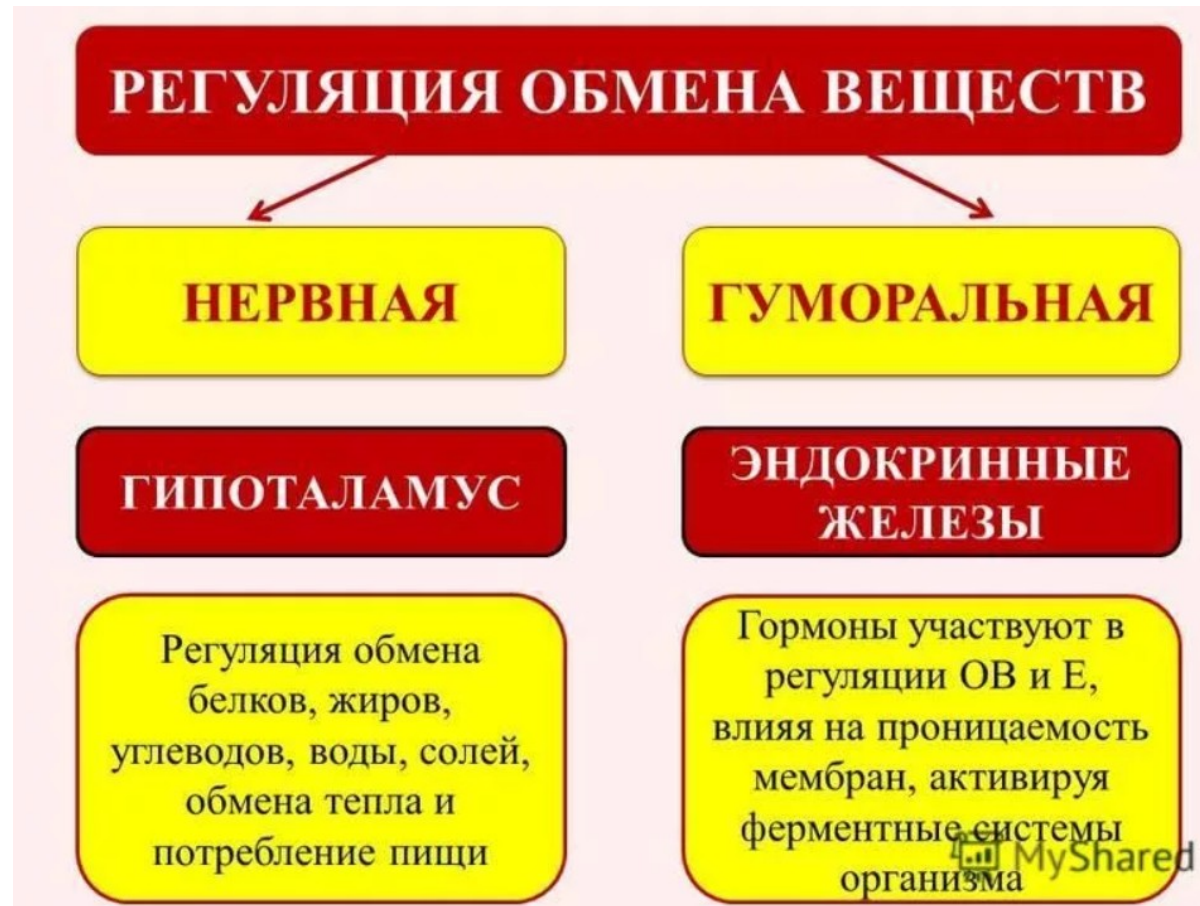 РЕГУЛЯЦИЯ ОБМЕНА ВЕЩЕСТВ
НЕРВНАЯ
ГУМОРАЛЬНАЯ
ГИПОТАЛАМУС
ЭНДОКРИННЫЕ
ЖЕЛЕЗЫ
Регуляция обмена
белков, жиров,
углеводов, воды, солей,
обмена тепла и
потребление пищи
Гормоны участвуют в
регуляции ОВ и Е,
влияя на проницаемость
мембран, активируя
ферментные системы
организма
MyShared